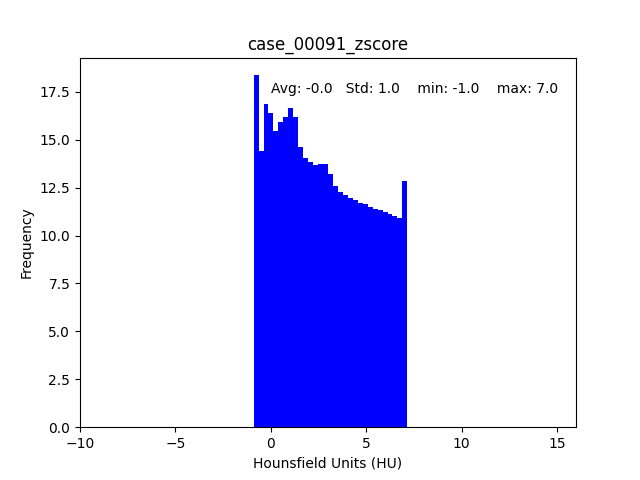 case_00091_zscore
Avg: -0.0   Std: 1.0    min: -1.0    max: 7.0
17.5
15.0
12.5
10.0
7.5
5.0
2.5
0.0
Frequency
−10 −5 0 5 10 15
Hounsfield Units (HU)